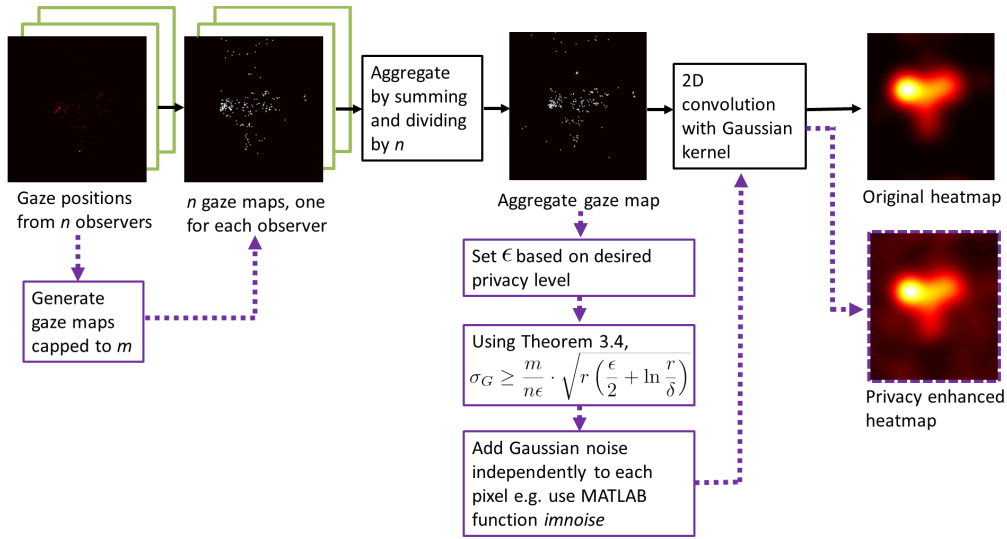 Gaze positions
from n observers
Generate
gaze maps
capped to m
n gaze maps, one
for each observer
Aggregate
by summing
and dividing
by n
Aggregate gaze map
Set ϵ based on desired
privacy level
Using Theorem 3.4,
σ_G ≥ m/(nϵ) · √(r (ϵ/2 + ln r/δ))
Add Gaussian noise
independently to each
pixel e.g. use MATLAB
function imnoise
2D
convolution
with Gaussian
kernel
Original heatmap
Privacy enhanced
heatmap